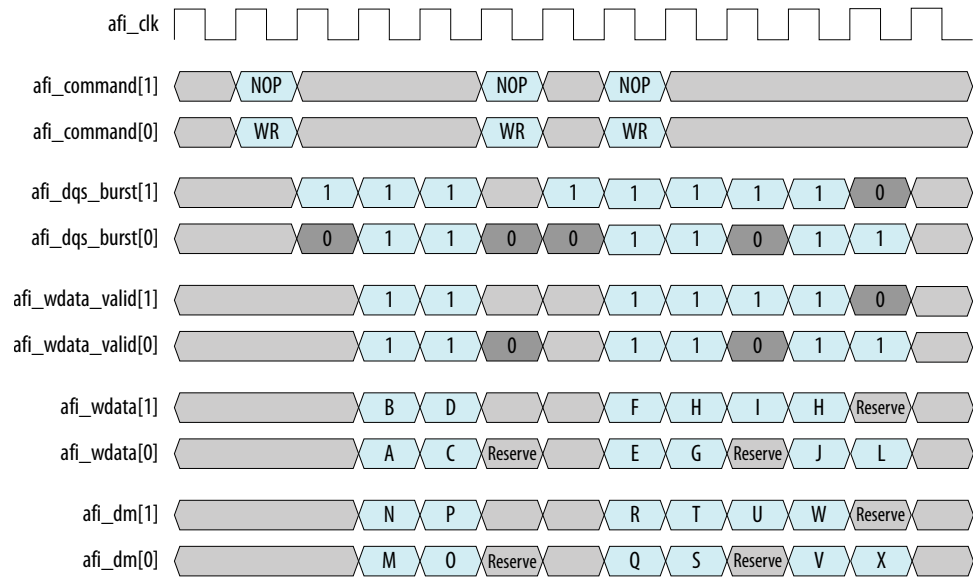 afi_clk
afi_command[1] NOP NOP NOP
afi_command[0] WR WR WR
afi_dqs_burst[1] 1 1 1 1 1 1 1 1 0
afi_dqs_burst[0] 0 1 1 0 0 1 1 0 1 1
afi_wdata_valid[1] 1 1 1 1 1 1 0
afi_wdata_valid[0] 1 1 0 1 1 0 1 1
afi_wdata[1] B D F H I H Reserve
afi_wdata[0] A C Reserve E G Reserve J L
afi_dm[1] N P R T U W Reserve
afi_dm[0] M O Reserve Q S Reserve V X